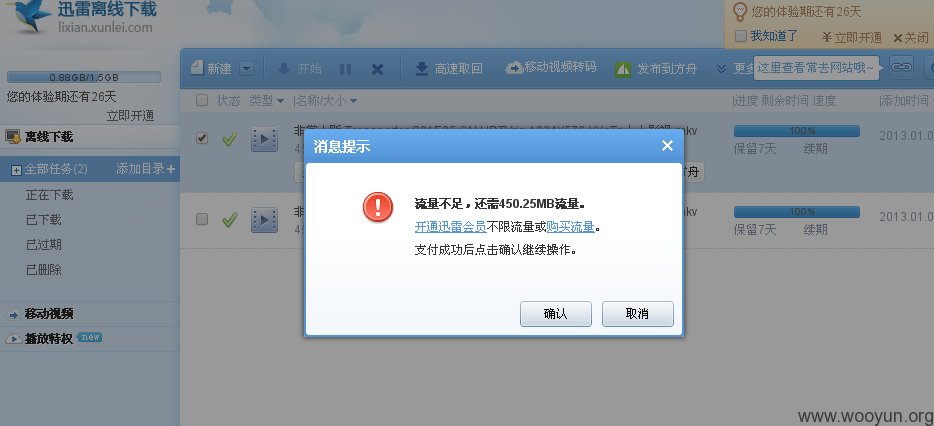 迅雷离线下载
lixian.xunlei.com
您的体验期还有26天
我知道了
¥立即开通
×关闭
0.88GB/1.5GB
您的体验期还有26天
立即开通
离线下载
全部任务(2)
添加目录+
正在下载
已下载
已过期
已删除
移动视频
播放特权
new
新建
开始
高速取回
移动视频转码
发布到方舟
更多
这里查看常去网站哦~
状态
类型
名称/大小
进度
剩余时间
速度
添加时间
mkv
100%
保留7天
续期
2013.01.0
方舟
mkv
100%
保留7天
续期
2013.01.0
消息提示
流量不足，还需450.25MB流量。
开通迅雷会员不限流量或购买流量。
支付成功后点击确认继续操作。
确认
取消
www.wooyun.org